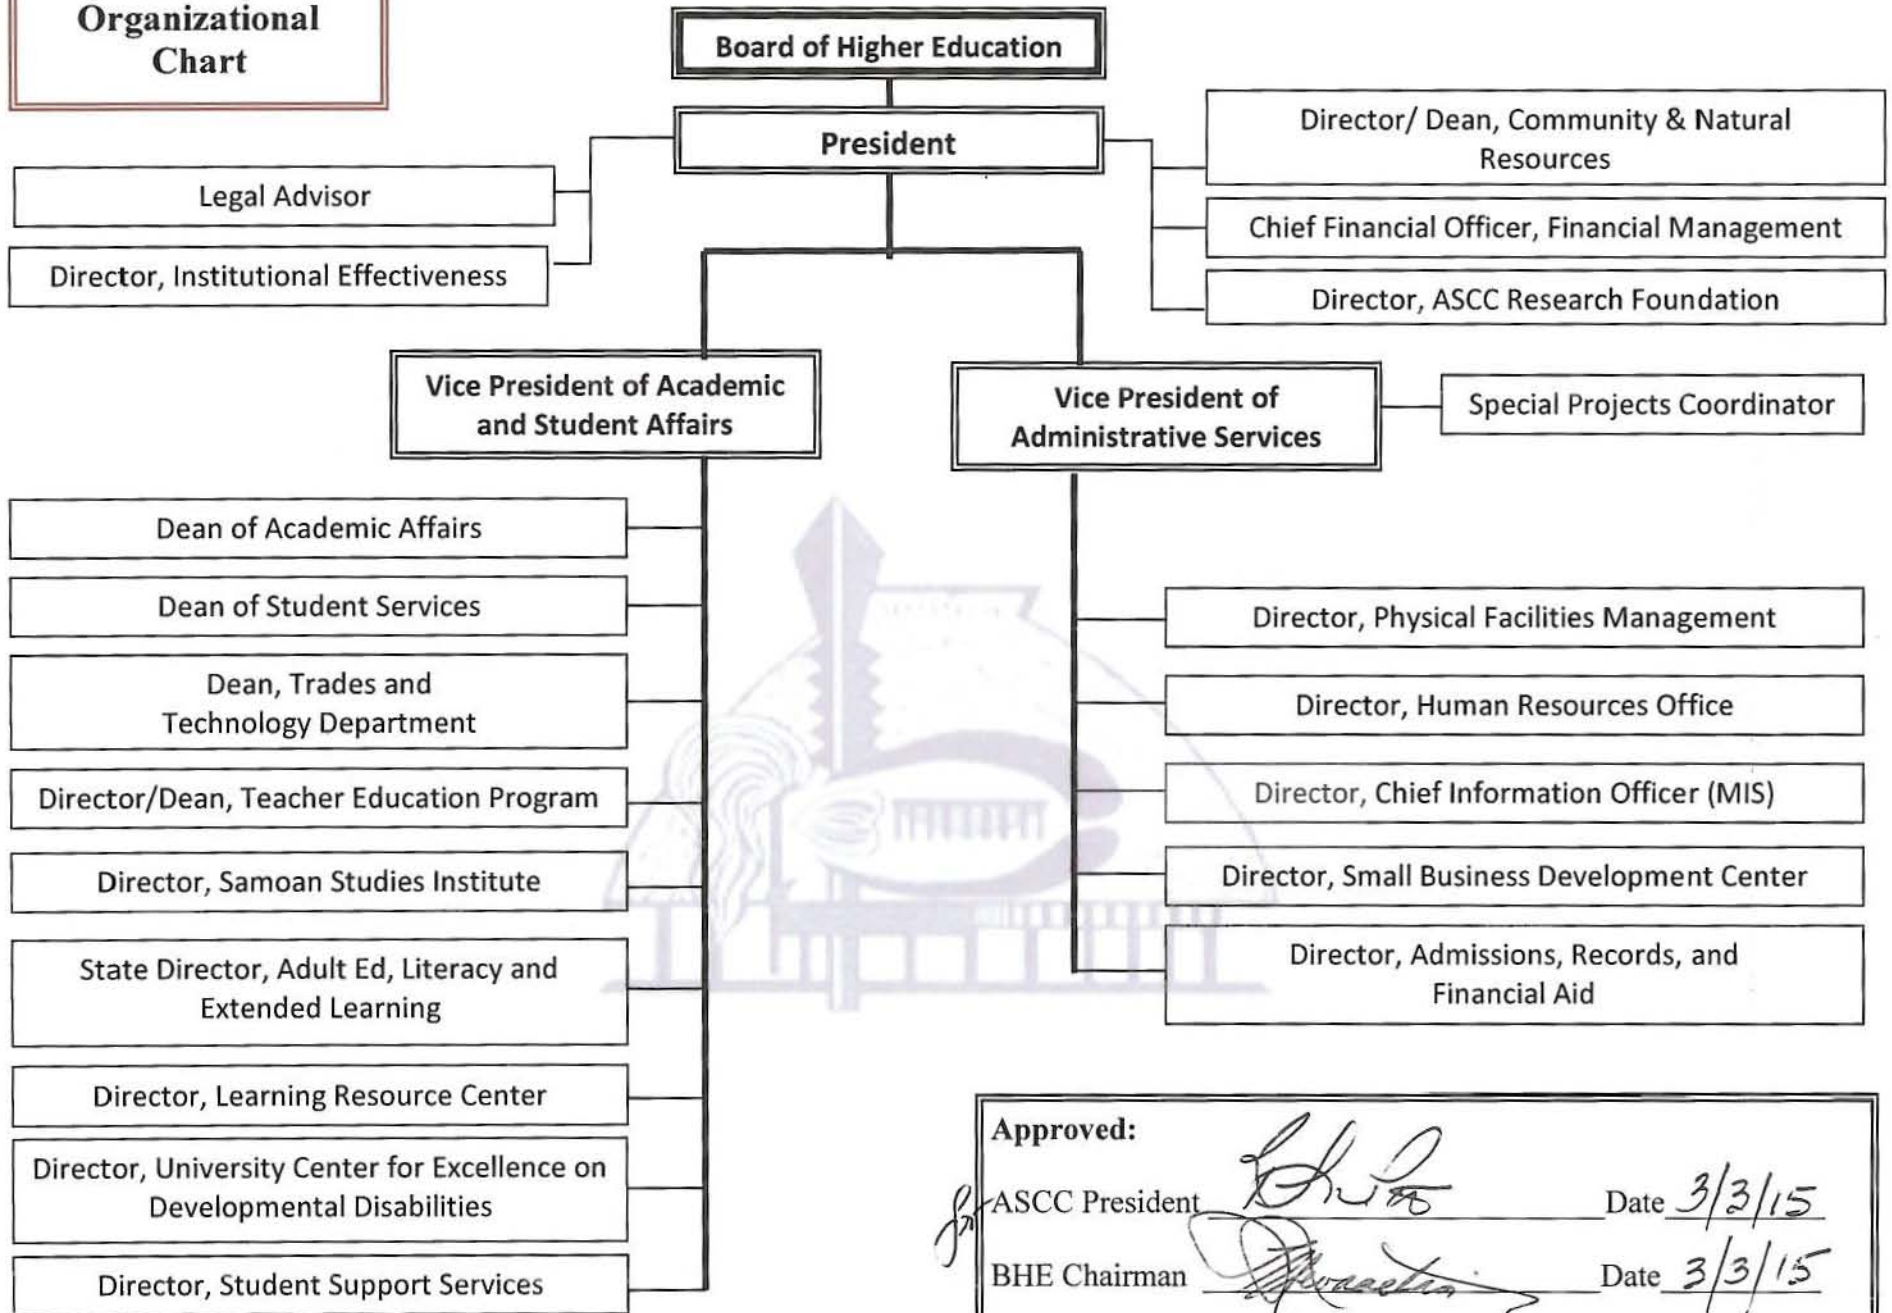 Organizational
Chart
Board of Higher Education
President
Legal Advisor
Director, Institutional Effectiveness
Director/ Dean, Community & Natural
Resources
Chief Financial Officer, Financial Management
Director, ASCC Research Foundation
Vice President of Academic
and Student Affairs
Vice President of
Administrative Services
Special Projects Coordinator
Dean of Academic Affairs
Dean of Student Services
Dean, Trades and
Technology Department
Director/Dean, Teacher Education Program
Director, Samoan Studies Institute
State Director, Adult Ed, Literacy and
Extended Learning
Director, Learning Resource Center
Director, University Center for Excellence on
Developmental Disabilities
Director, Student Support Services
Director, Physical Facilities Management
Director, Human Resources Office
Director, Chief Information Officer (MIS)
Director, Small Business Development Center
Director, Admissions, Records, and
Financial Aid
Approved:
for ASCC President Date 3/3/15
BHE Chairman Date 3/3/15